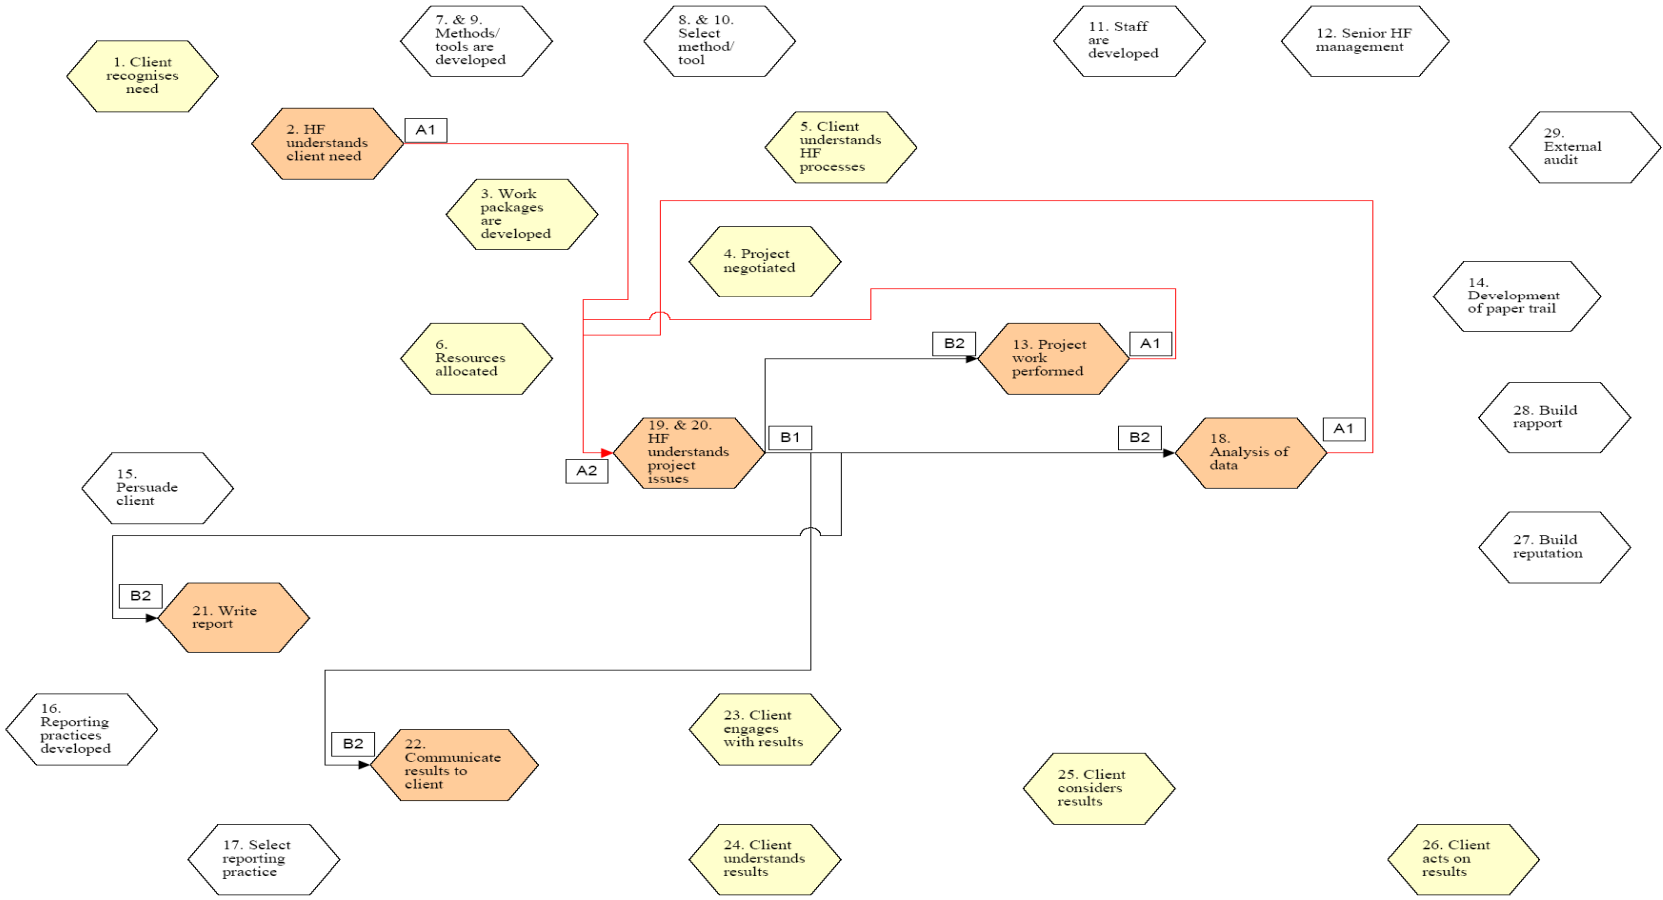 7. & 9.
Methods/
tools are
developed
8. & 10.
Select
method/
tool
11. Staff
are
developed
12. Senior HF
management
1. Client
recognises
need
2. HF
understands
client need
A1
5. Client
understands
HF
processes
29.
External
audit
3. Work
packages
are
developed
4. Project
negotiated
14.
Development
of paper trail
6.
Resources
allocated
B2
13. Project
work
performed
A1
19. & 20.
HF
understands
project
issues
A2
B1
B2
18.
Analysis of
data
A1
28. Build
rapport
15.
Persuade
client
27. Build
reputation
B2
21. Write
report
16.
Reporting
practices
developed
B2
22.
Communicate
results to
client
23. Client
engages
with results
25. Client
considers
results
17. Select
reporting
practice
24. Client
understands
results
26. Client
acts on
results